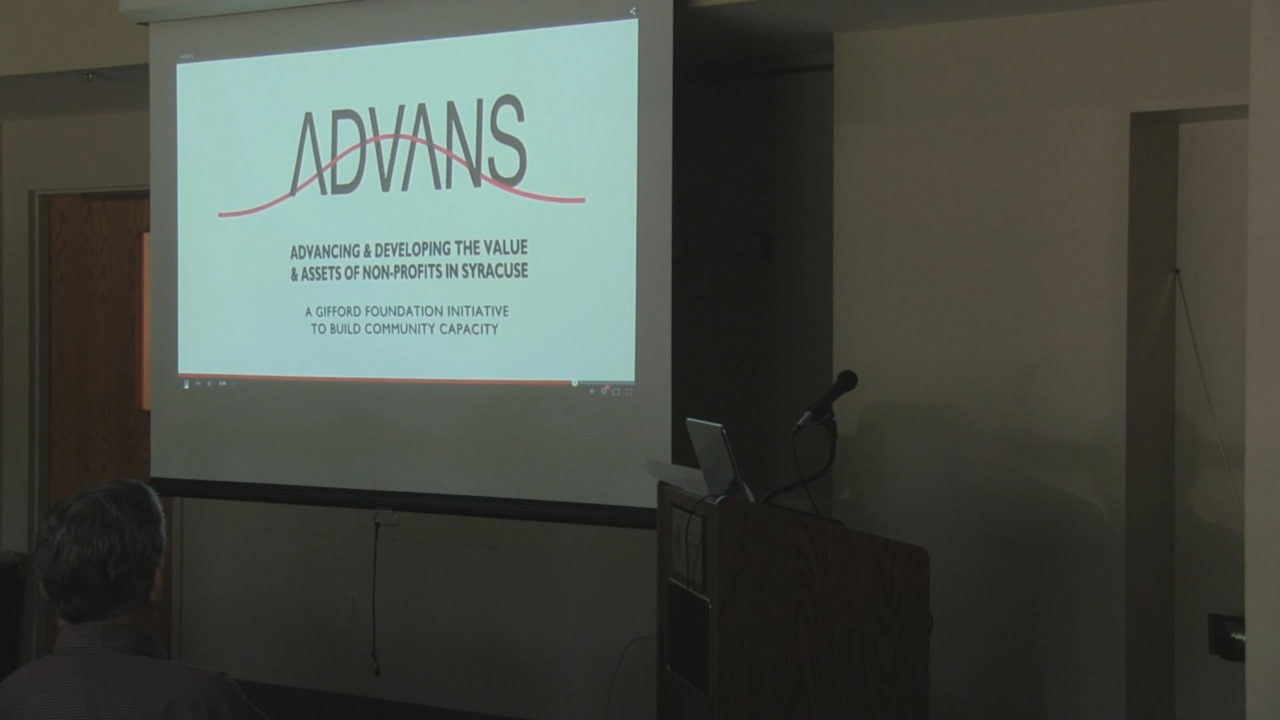 ADVANS
ADVANCING & DEVELOPING THE VALUE
& ASSETS OF NON-PROFITS IN SYRACUSE
A GIFFORD FOUNDATION INITIATIVE
TO BUILD COMMUNITY CAPACITY